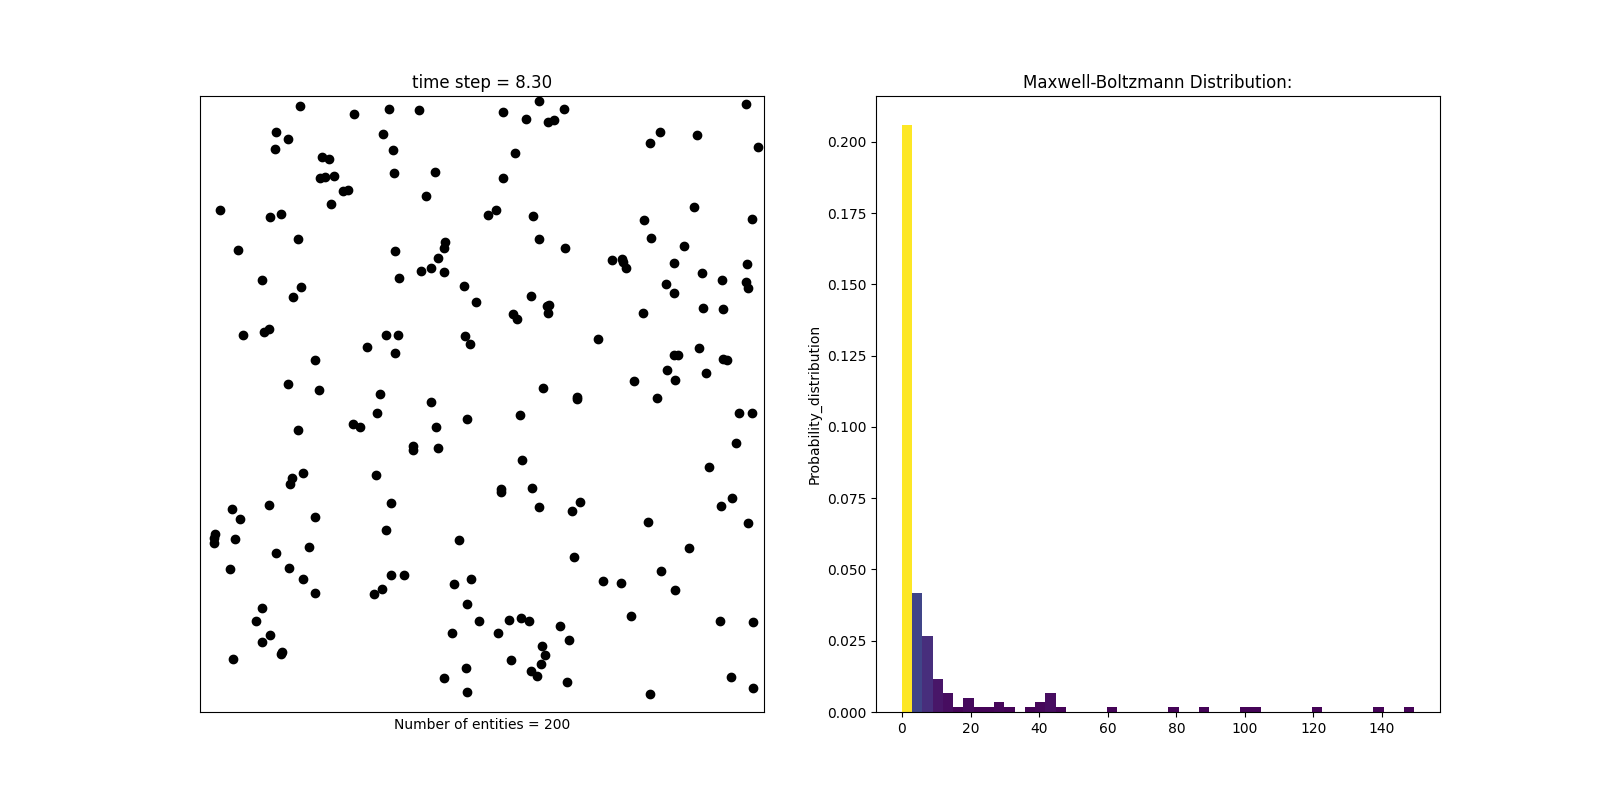 time step = 8.30
Number of entities = 200
Maxwell-Boltzmann Distribution:
Probability_distribution
0.200
0.175
0.150
0.125
0.100
0.075
0.050
0.025
0.000
0 20 40 60 80 100 120 140